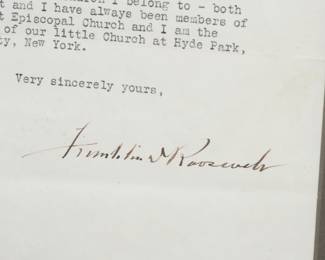 I belong to - both
and I have always been members of
Episcopal Church and I am the
of our little Church at Hyde Park,
ty, New York.
Very sincerely yours,
Franklin D Roosevelt